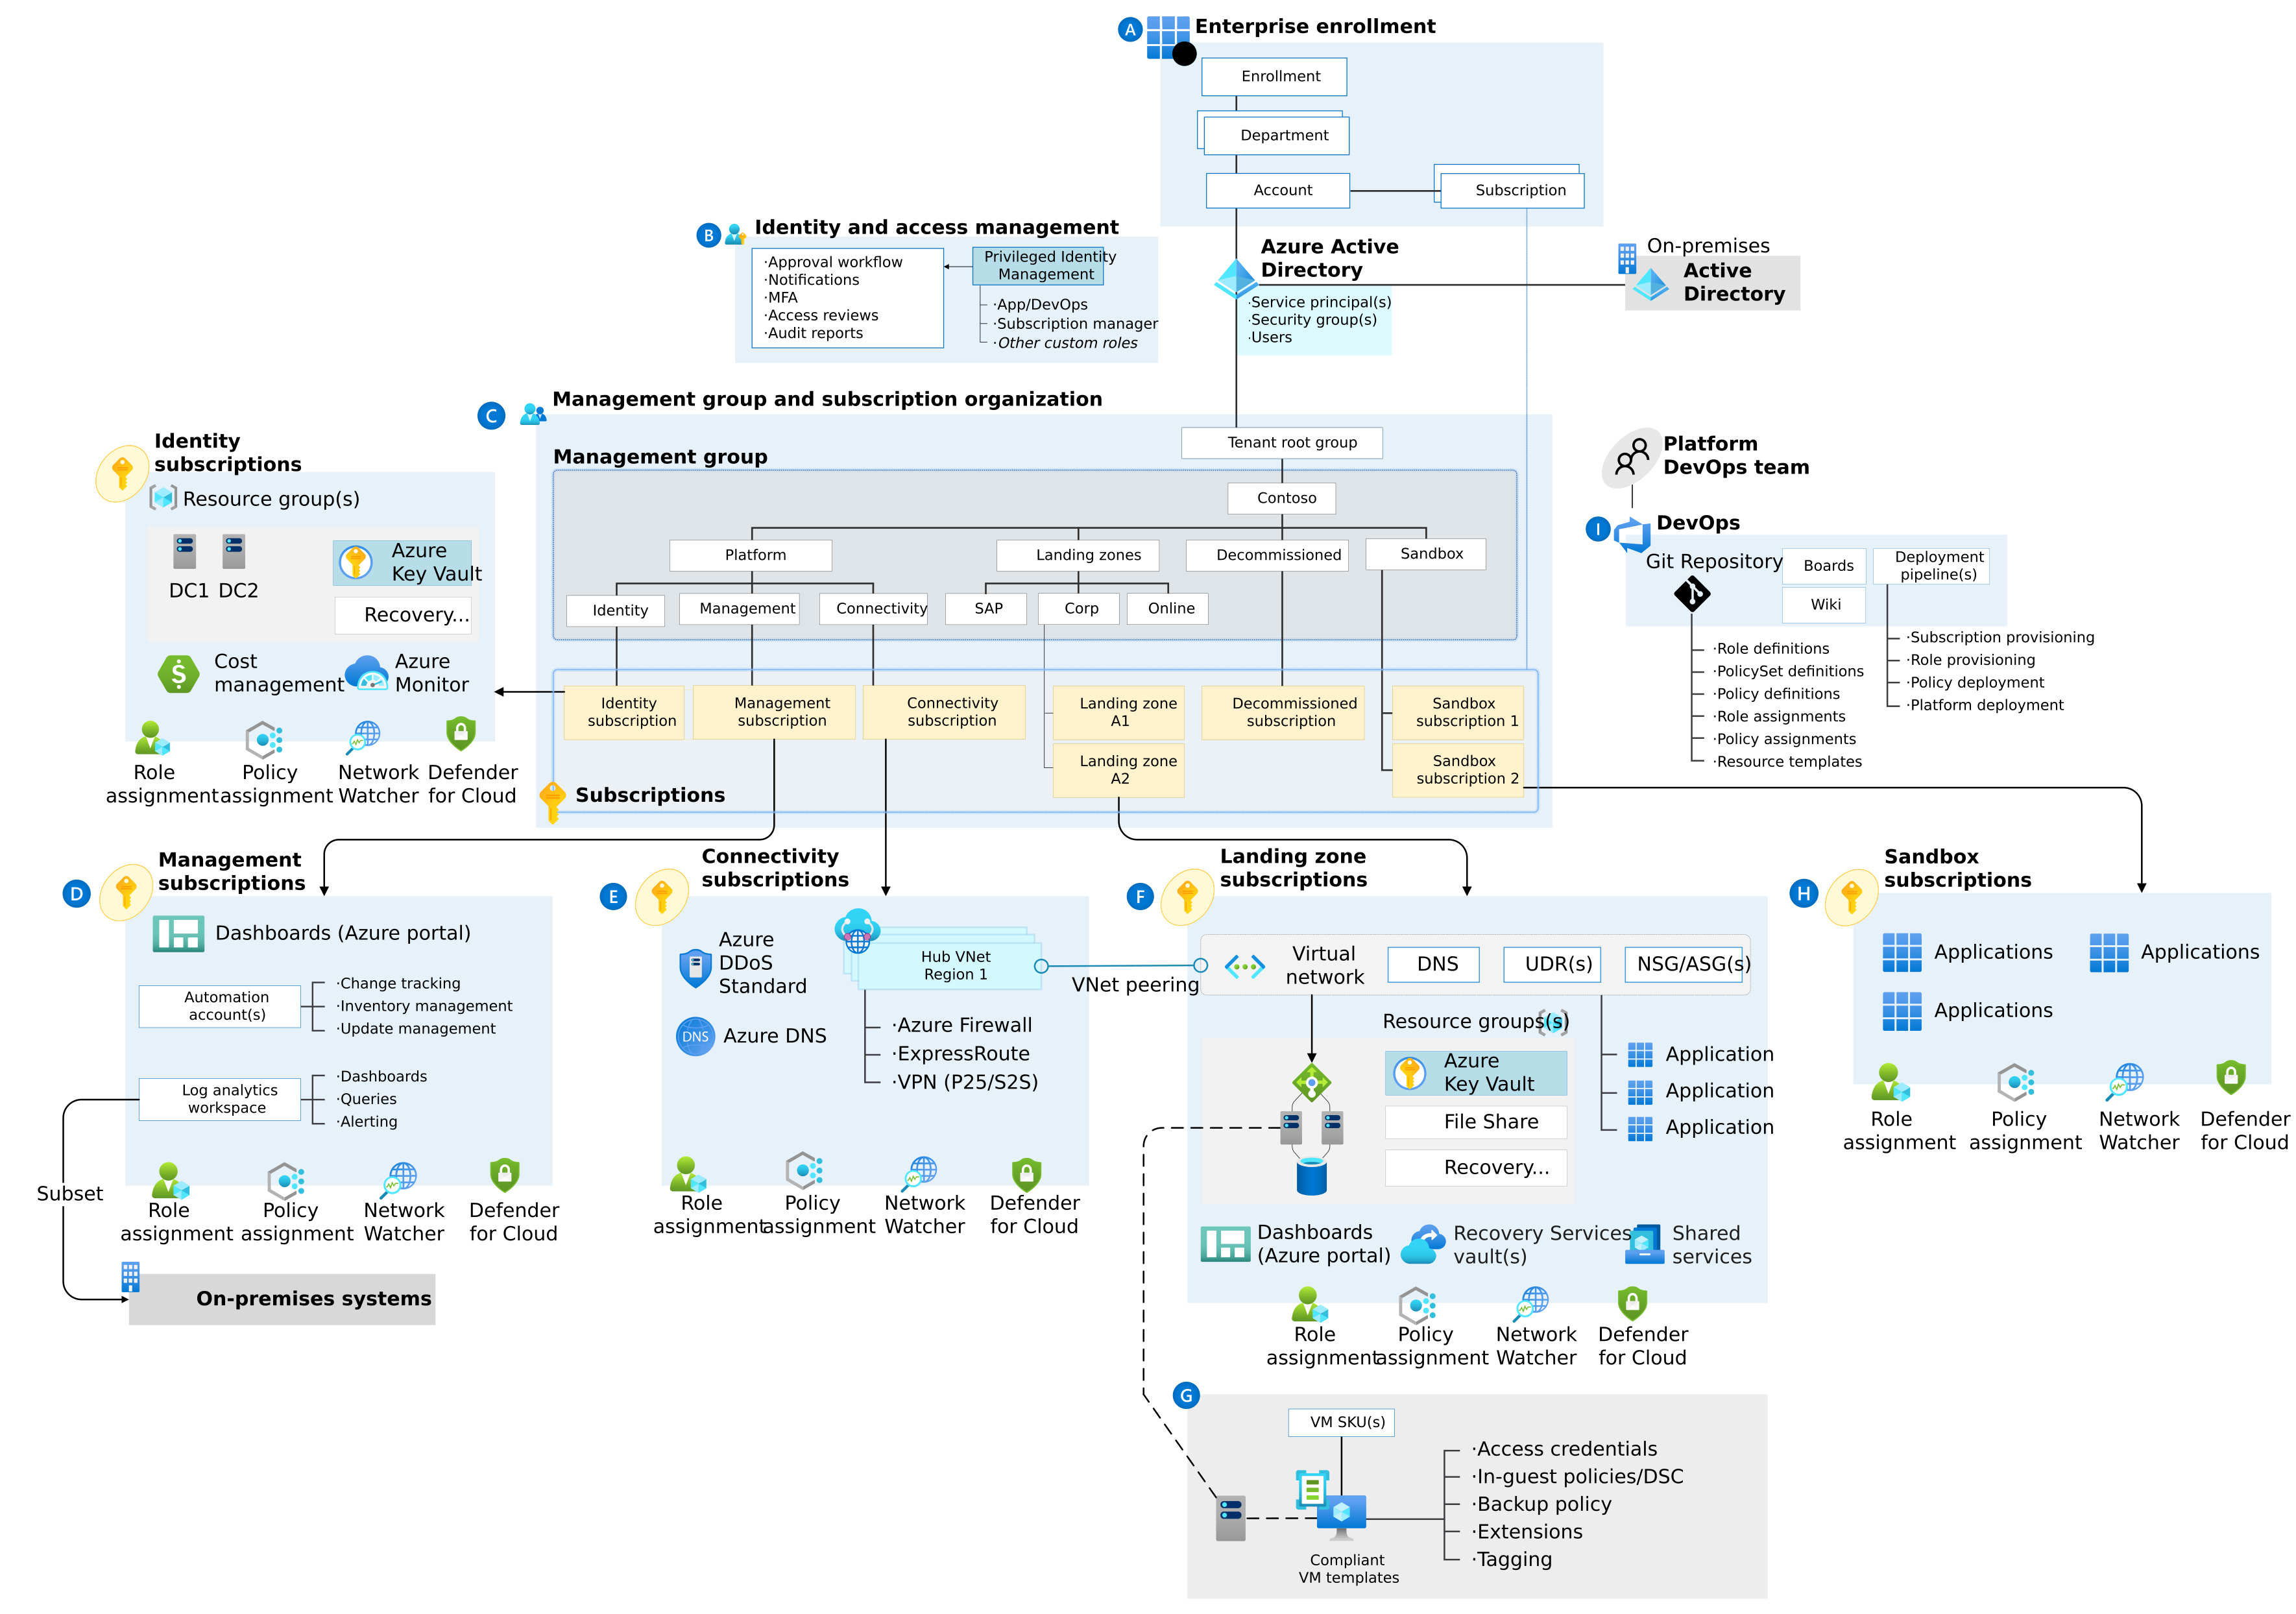 A
Enterprise enrollment
Enrollment
Department
Account
Subscription
B
Identity and access management
·Approval workflow
·Notifications
·MFA
·Access reviews
·Audit reports
Privileged Identity
Management
·App/DevOps
·Subscription manager
·Other custom roles
Azure Active
Directory
·Service principal(s)
·Security group(s)
·Users
On-premises
Active
Directory
C
Management group and subscription organization
Tenant root group
Management group
Contoso
Platform
Landing zones
Decommissioned
Sandbox
Identity
Management
Connectivity
SAP
Corp
Online
Identity
subscription
Management
subscription
Connectivity
subscription
Landing zone
A1
Decommissioned
subscription
Sandbox
subscription 1
Landing zone
A2
Sandbox
subscription 2
Subscriptions
Identity
subscriptions
Resource group(s)
DC1 DC2
Azure
Key Vault
Recovery...
Cost
management
Azure
Monitor
Role
assignment
Policy
assignment
Network
Watcher
Defender
for Cloud
Platform
DevOps team
I
DevOps
Git Repository
Boards
Wiki
Deployment
pipeline(s)
·Role definitions
·PolicySet definitions
·Policy definitions
·Role assignments
·Policy assignments
·Resource templates
·Subscription provisioning
·Role provisioning
·Policy deployment
·Platform deployment
D
Management
subscriptions
Dashboards (Azure portal)
Automation
account(s)
·Change tracking
·Inventory management
·Update management
Log analytics
workspace
·Dashboards
·Queries
·Alerting
Role
assignment
Policy
assignment
Network
Watcher
Defender
for Cloud
Subset
On-premises systems
E
Connectivity
subscriptions
Azure
DDoS
Standard
DNS
Azure DNS
Hub VNet
Region 1
·Azure Firewall
·ExpressRoute
·VPN (P25/S2S)
VNet peering
Role
assignment
Policy
assignment
Network
Watcher
Defender
for Cloud
F
Landing zone
subscriptions
Virtual
network
DNS
UDR(s)
NSG/ASG(s)
Resource groups(s)
Azure
Key Vault
File Share
Recovery...
Application
Application
Application
Dashboards
(Azure portal)
Recovery Services
vault(s)
Shared
services
Role
assignment
Policy
assignment
Network
Watcher
Defender
for Cloud
H
Sandbox
subscriptions
Applications
Applications
Applications
Role
assignment
Policy
assignment
Network
Watcher
Defender
for Cloud
G
VM SKU(s)
Compliant
VM templates
·Access credentials
·In-guest policies/DSC
·Backup policy
·Extensions
·Tagging